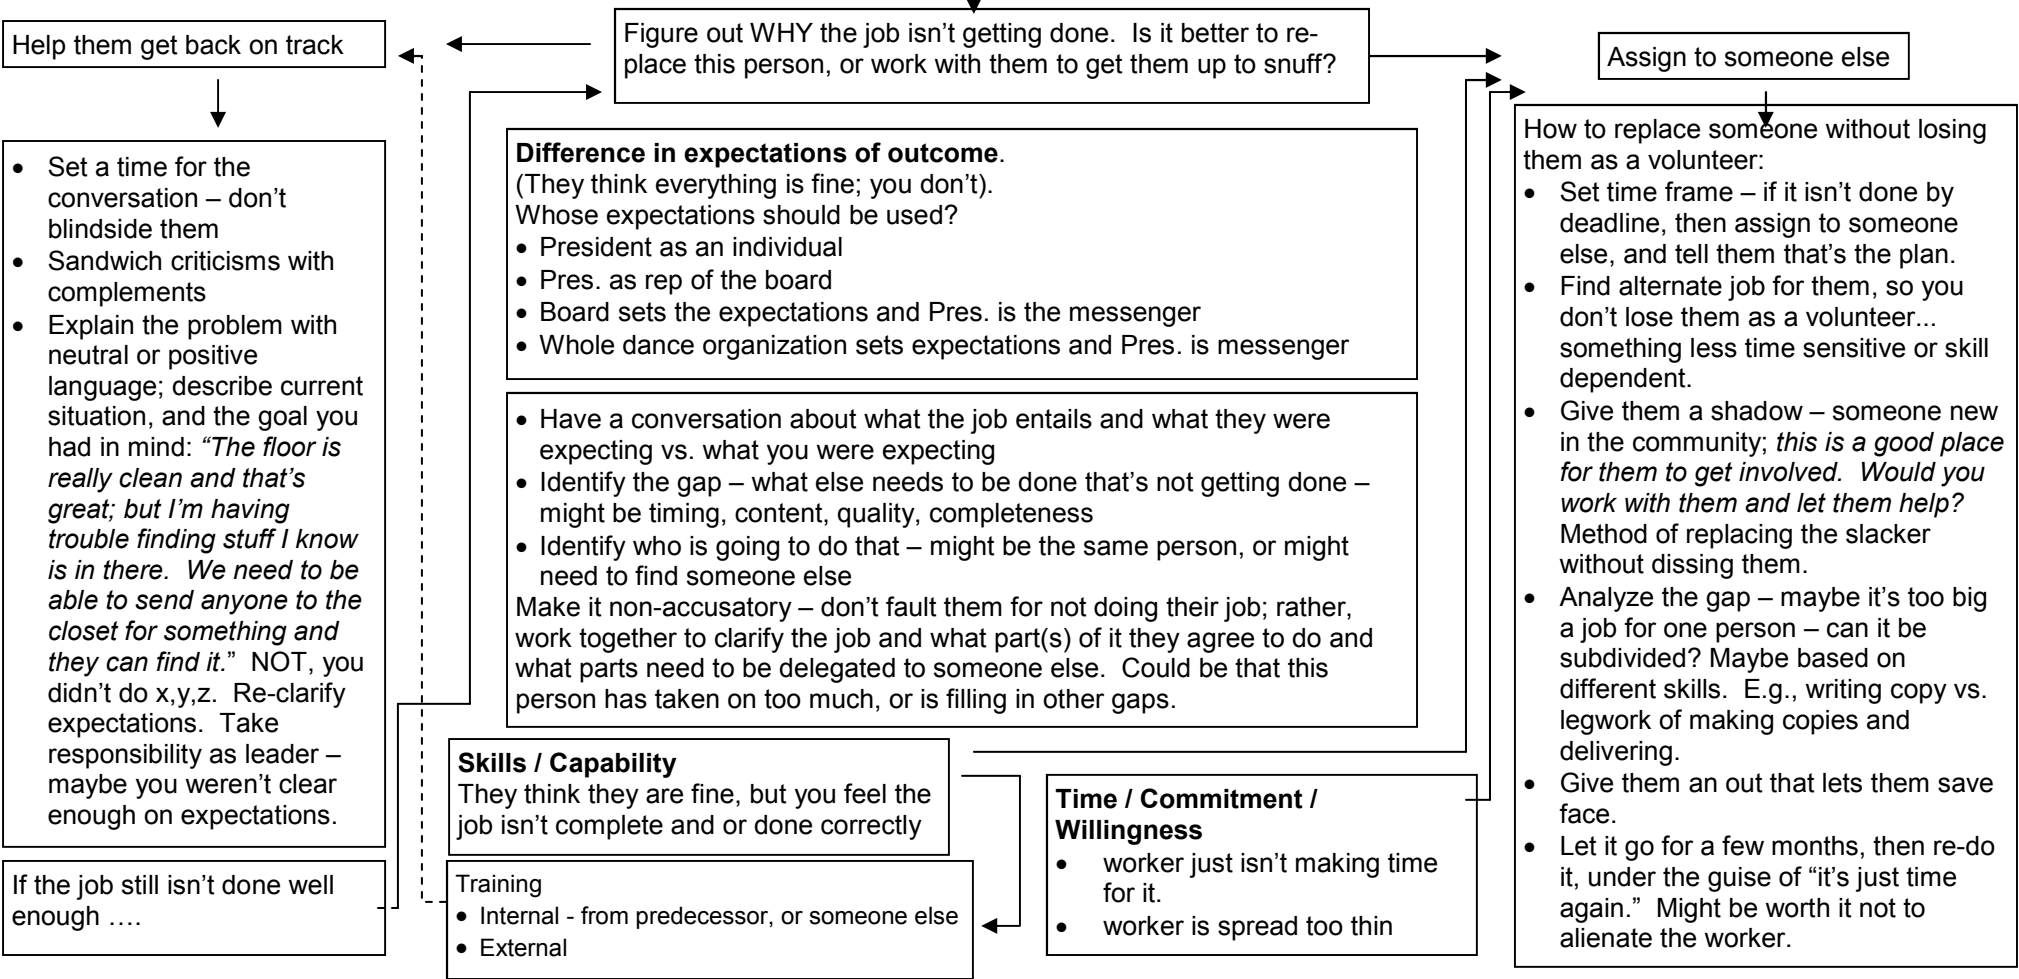 Help them get back on track
Figure out WHY the job isn't getting done.  Is it better to re-
place this person, or work with them to get them up to snuff?
Assign to someone else
• Set a time for the
conversation – don't
blindside them
• Sandwich criticisms with
complements
• Explain the problem with
neutral or positive
language; describe current
situation, and the goal you
had in mind: “The floor is
really clean and that's
great; but I'm having
trouble finding stuff I know
is in there.  We need to be
able to send anyone to the
closet for something and
they can find it.”  NOT, you
didn't do x,y,z.  Re-clarify
expectations.  Take
responsibility as leader –
maybe you weren't clear
enough on expectations.
If the job still isn't done well
enough ….
Difference in expectations of outcome.
(They think everything is fine; you don't).
Whose expectations should be used?
• President as an individual
• Pres. as rep of the board
• Board sets the expectations and Pres. is the messenger
• Whole dance organization sets expectations and Pres. is messenger
• Have a conversation about what the job entails and what they were
expecting vs. what you were expecting
• Identify the gap – what else needs to be done that's not getting done –
might be timing, content, quality, completeness
• Identify who is going to do that – might be the same person, or might
need to find someone else
Make it non-accusatory – don't fault them for not doing their job; rather,
work together to clarify the job and what part(s) of it they agree to do and
what parts need to be delegated to someone else.  Could be that this
person has taken on too much, or is filling in other gaps.
Skills / Capability
They think they are fine, but you feel the
job isn't complete and or done correctly
Training
• Internal - from predecessor, or someone else
• External
Time / Commitment /
Willingness
• worker just isn't making time
for it.
• worker is spread too thin
How to replace someone without losing
them as a volunteer:
• Set time frame – if it isn't done by
deadline, then assign to someone
else, and tell them that's the plan.
• Find alternate job for them, so you
don't lose them as a volunteer...
something less time sensitive or skill
dependent.
• Give them a shadow – someone new
in the community; this is a good place
for them to get involved.  Would you
work with them and let them help?
Method of replacing the slacker
without dissing them.
• Analyze the gap – maybe it's too big
a job for one person – can it be
subdivided? Maybe based on
different skills.  E.g., writing copy vs.
legwork of making copies and
delivering.
• Give them an out that lets them save
face.
• Let it go for a few months, then re-do
it, under the guise of “it's just time
again.”  Might be worth it not to
alienate the worker.